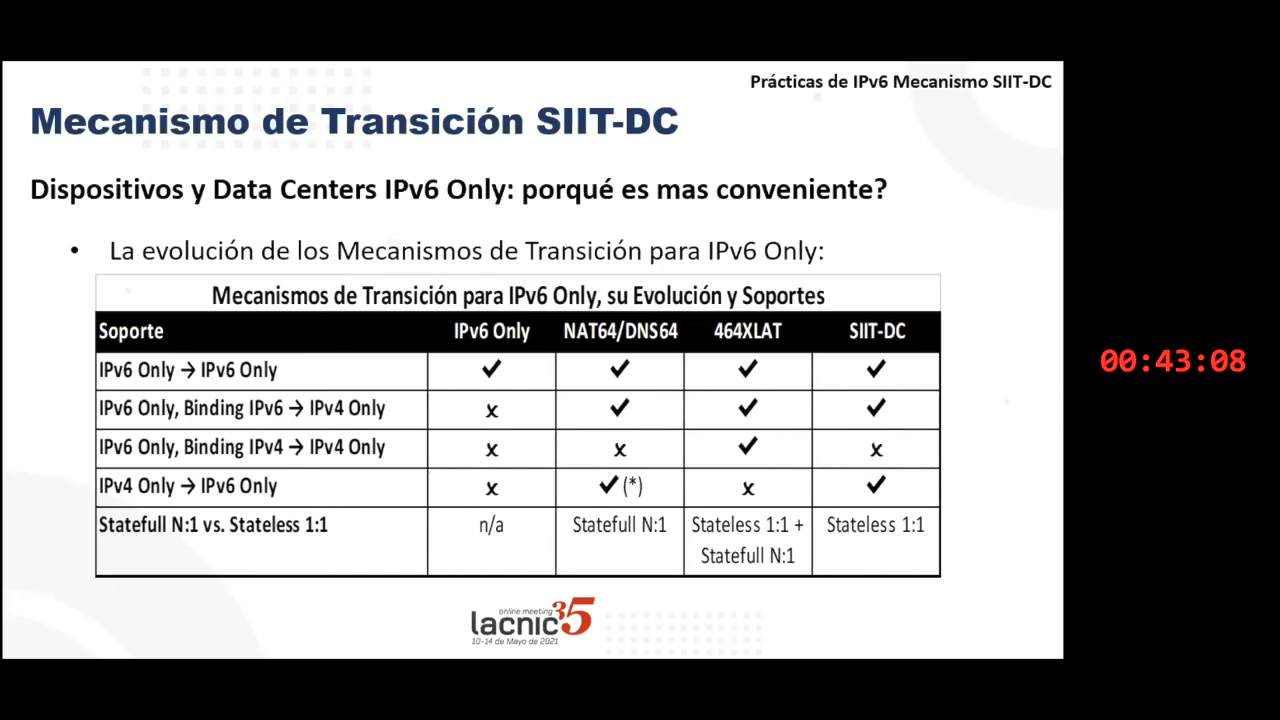 Prácticas de IPv6 Mecanismo SIIT-DC
Mecanismo de Transición SIIT-DC
Dispositivos y Data Centers IPv6 Only: porqué es mas conveniente?
• La evolución de los Mecanismos de Transición para IPv6 Only:
Mecanismos de Transición para IPv6 Only, su Evolución y Soportes
Soporte IPv6 Only NAT64/DNS64 464XLAT SIIT-DC
IPv6 Only → IPv6 Only ✓ ✓ ✓ ✓
IPv6 Only, Binding IPv6 → IPv4 Only x ✓ ✓ ✓
IPv6 Only, Binding IPv4 → IPv4 Only x x ✓ x
IPv4 Only → IPv6 Only x ✓ (*) x ✓
Statefull N:1 vs. Stateless 1:1 n/a Statefull N:1 Stateless 1:1 + Stateless 1:1
Statefull N:1
online meeting
lacnic35
10-14 de Mayo de 2021
00:43:08